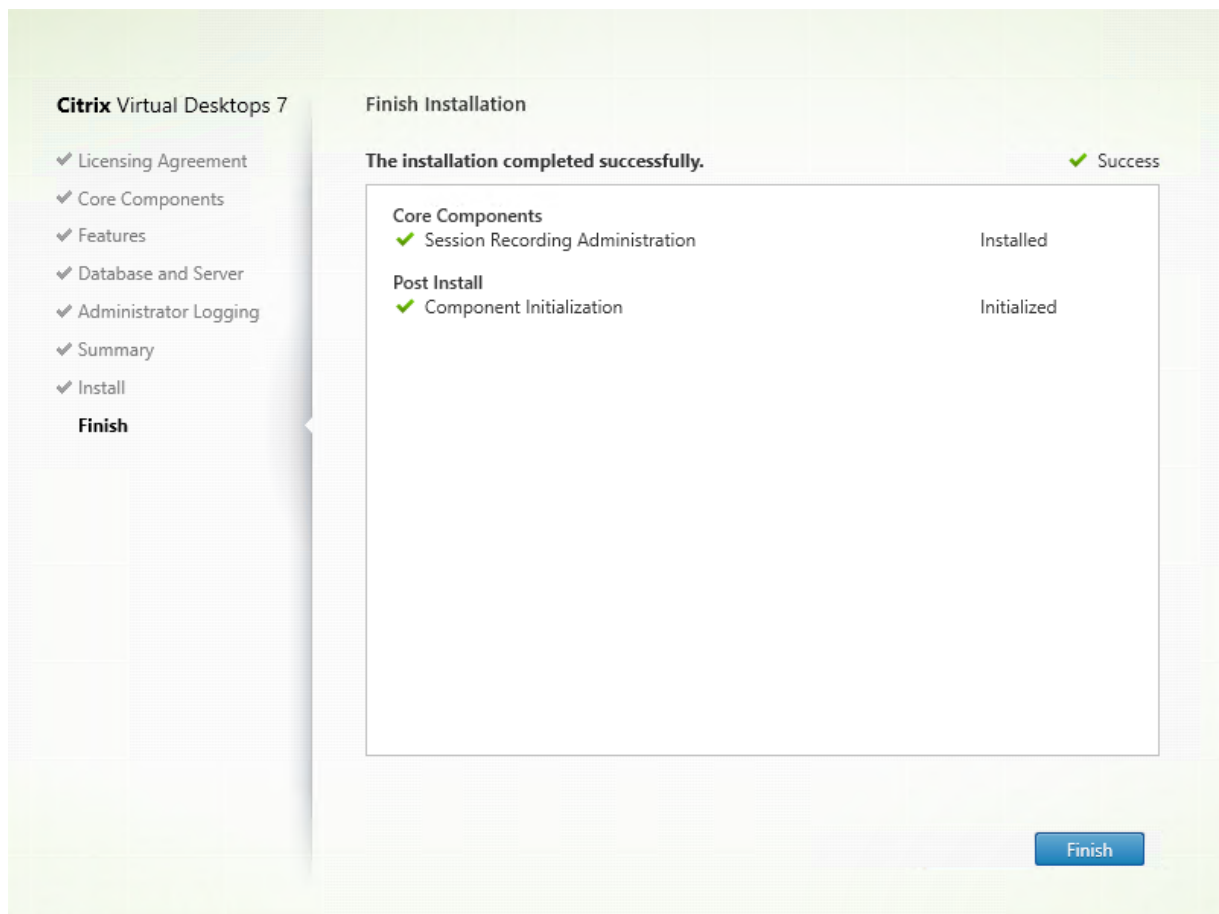 Citrix Virtual Desktops 7
Licensing Agreement
Core Components
Features
Database and Server
Administrator Logging
Summary
Install
Finish
Finish Installation
The installation completed successfully.
Success
Core Components
Session Recording Administration Installed
Post Install
Component Initialization Initialized
Finish